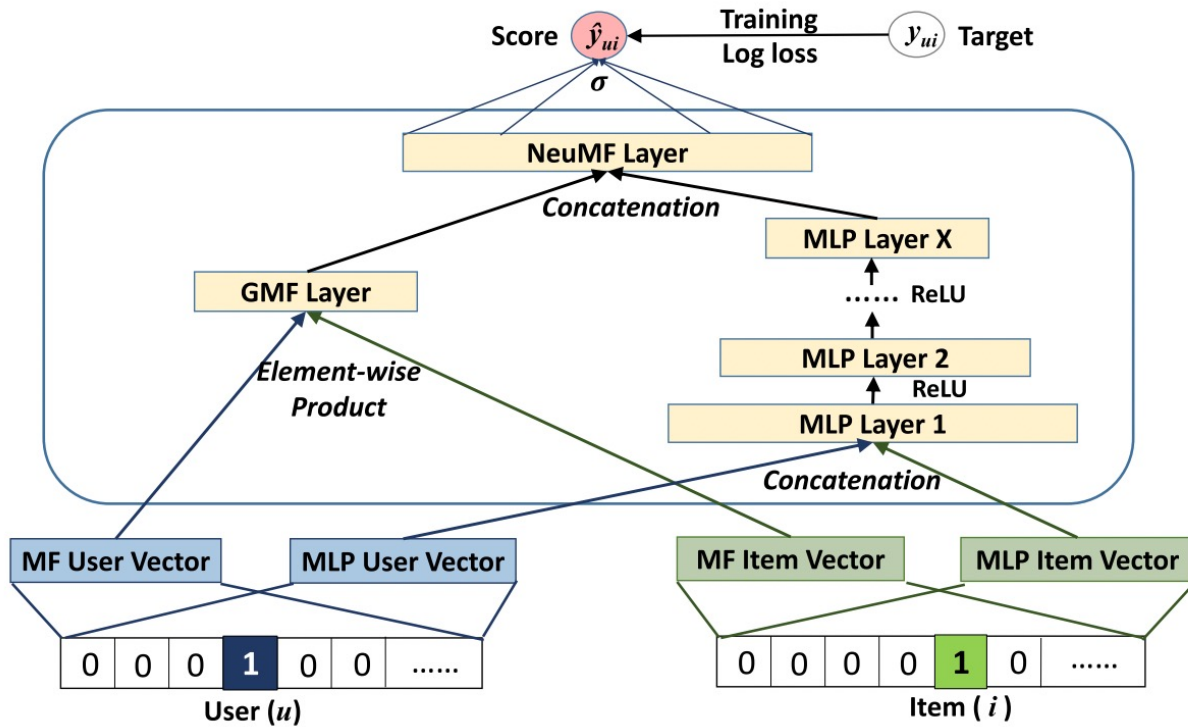 Score ŷui Training yui Target
Log loss
σ
NeuMF Layer
Concatenation
MLP Layer X
GMF Layer
...... ReLU
Element-wise
Product
MLP Layer 2
ReLU
MLP Layer 1
Concatenation
MF User Vector MLP User Vector MF Item Vector MLP Item Vector
0 0 0 1 0 0 ...... 0 0 0 0 1 0 ......
User (u) Item ( i )